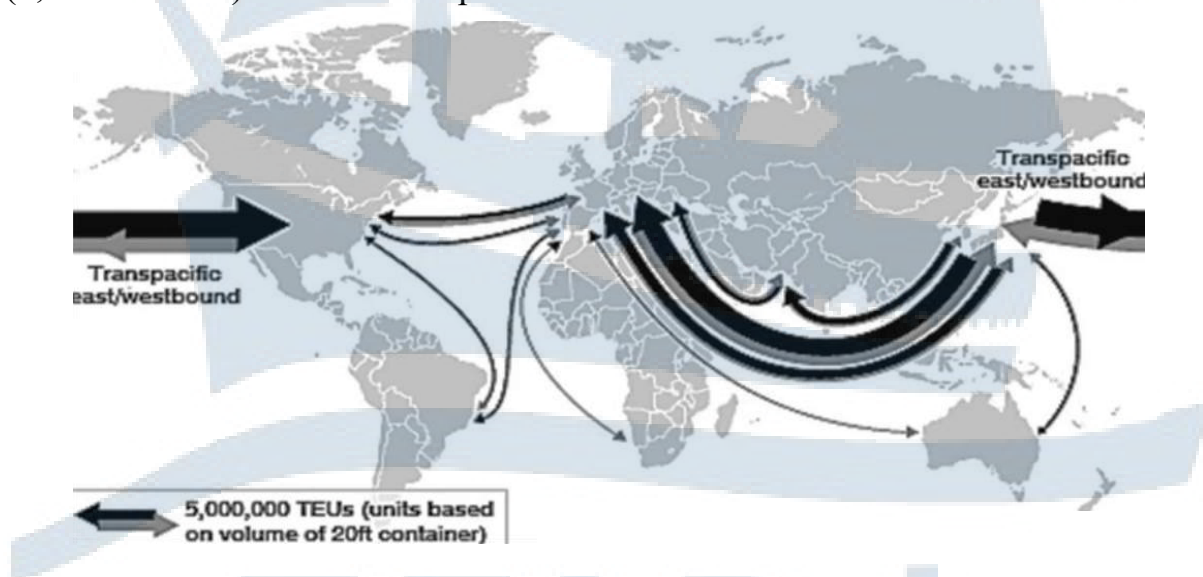 Transpacific
east/westbound
Transpacific
east/westbound
5,000,000 TEUs (units based
on volume of 20ft container)